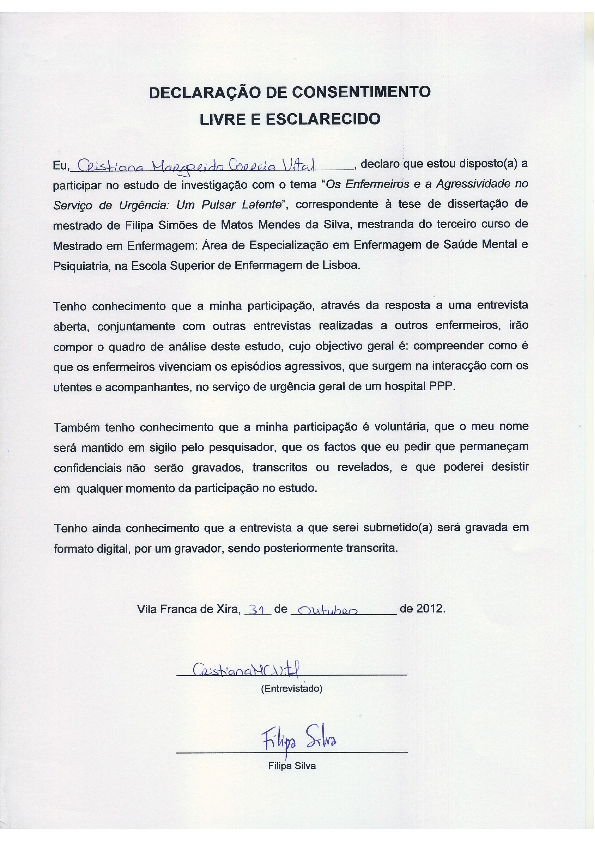 DECLARAÇÃO DE CONSENTIMENTO
LIVRE E ESCLARECIDO
Eu, Cristiana Margarida Correia Vital, declaro que estou disposto(a) a
participar no estudo de investigação com o tema “Os Enfermeiros e a Agressividade no
Serviço de Urgência: Um Pulsar Latente”, correspondente à tese de dissertação de
mestrado de Filipa Simões de Matos Mendes da Silva, mestranda do terceiro curso de
Mestrado em Enfermagem: Área de Especialização em Enfermagem de Saúde Mental e
Psiquiatria, na Escola Superior de Enfermagem de Lisboa.
Tenho conhecimento que a minha participação, através da resposta a uma entrevista
aberta, conjuntamente com outras entrevistas realizadas a outros enfermeiros, irão
compor o quadro de análise deste estudo, cujo objectivo geral é: compreender como é
que os enfermeiros vivenciam os episódios agressivos, que surgem na interacção com os
utentes e acompanhantes, no serviço de urgência geral de um hospital PPP.
Também tenho conhecimento que a minha participação é voluntária, que o meu nome
será mantido em sigilo pelo pesquisador, que os factos que eu pedir que permaneçam
confidenciais não serão gravados, transcritos ou revelados, e que poderei desistir
em qualquer momento da participação no estudo.
Tenho ainda conhecimento que a entrevista a que serei submetido(a) será gravada em
formato digital, por um gravador, sendo posteriormente transcrita.
Vila Franca de Xira, 31 de Outubro de 2012.
CristianaMCVital
(Entrevistado)
Filipa Silva
Filipa Silva